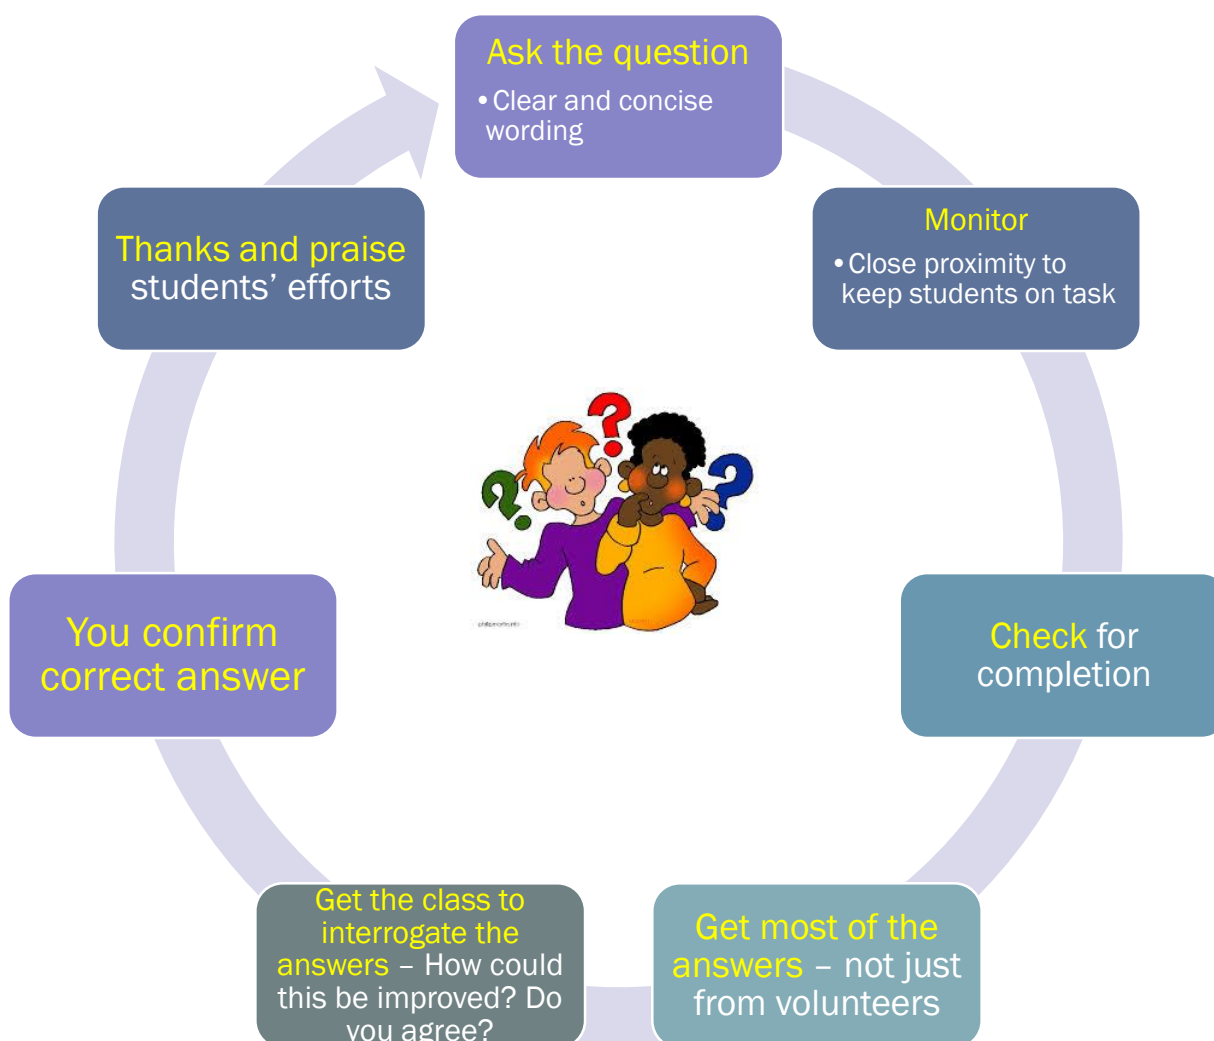 Ask the question
•Clear and concise
wording
Monitor
•Close proximity to
keep students on task
Check for
completion
Get most of the
answers – not just
from volunteers
Get the class to
interrogate the
answers – How could
this be improved? Do
you agree?
You confirm
correct answer
Thanks and praise
students’ efforts